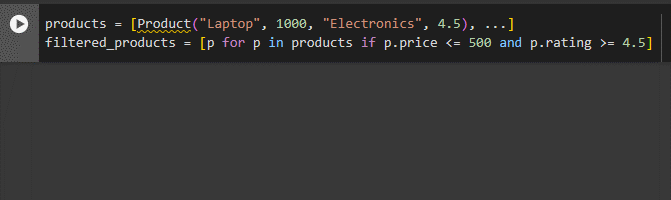 products = [Product("Laptop", 1000, "Electronics", 4.5), ...]
filtered_products = [p for p in products if p.price <= 500 and p.rating >= 4.5]